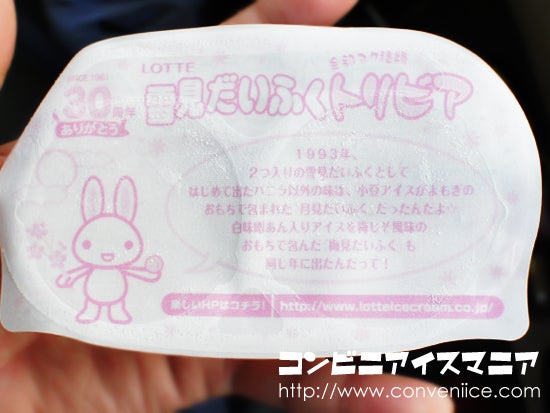 LOTTE
SINCE 1981
30周年
ありがとう
雪見だいふくトリビア
1993年、
2つ入りの雪見だいふくとして
はじめて出たバニラ以外の味は、小豆アイスがよもぎの
おもちで包まれた“月見だいふく”だったんだよ☆
白味噌あん入りアイスを梅じそ風味の
おもちで包んだ“梅見だいふく”も
同じ年に出たんだって！
楽しいHPはコチラ！
http://www.lotteicecream.co.jp/
コンビニアイスマニア
http://www.conveniice.com/